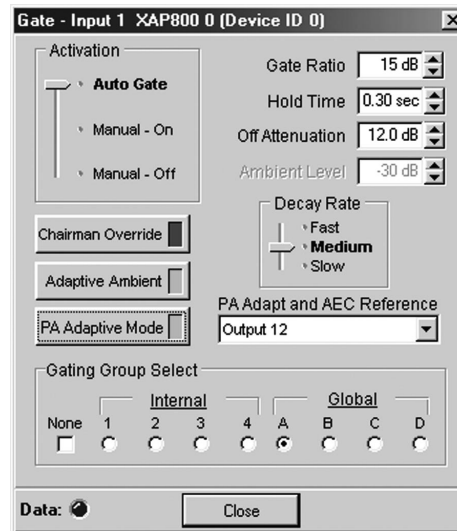 Gate - Input 1 XAP800 0 (Device ID 0)
Activation
Auto Gate
Manual - On
Manual - Off
Gate Ratio 15 dB
Hold Time 0.30 sec
Off Attenuation 12.0 dB
Ambient Level -30 dB
Decay Rate
Fast
Medium
Slow
Chairman Override
Adaptive Ambient
PA Adaptive Mode
PA Adapt and AEC Reference
Output 12
Gating Group Select
Internal Global
None 1 2 3 4 A B C D
Data: Close